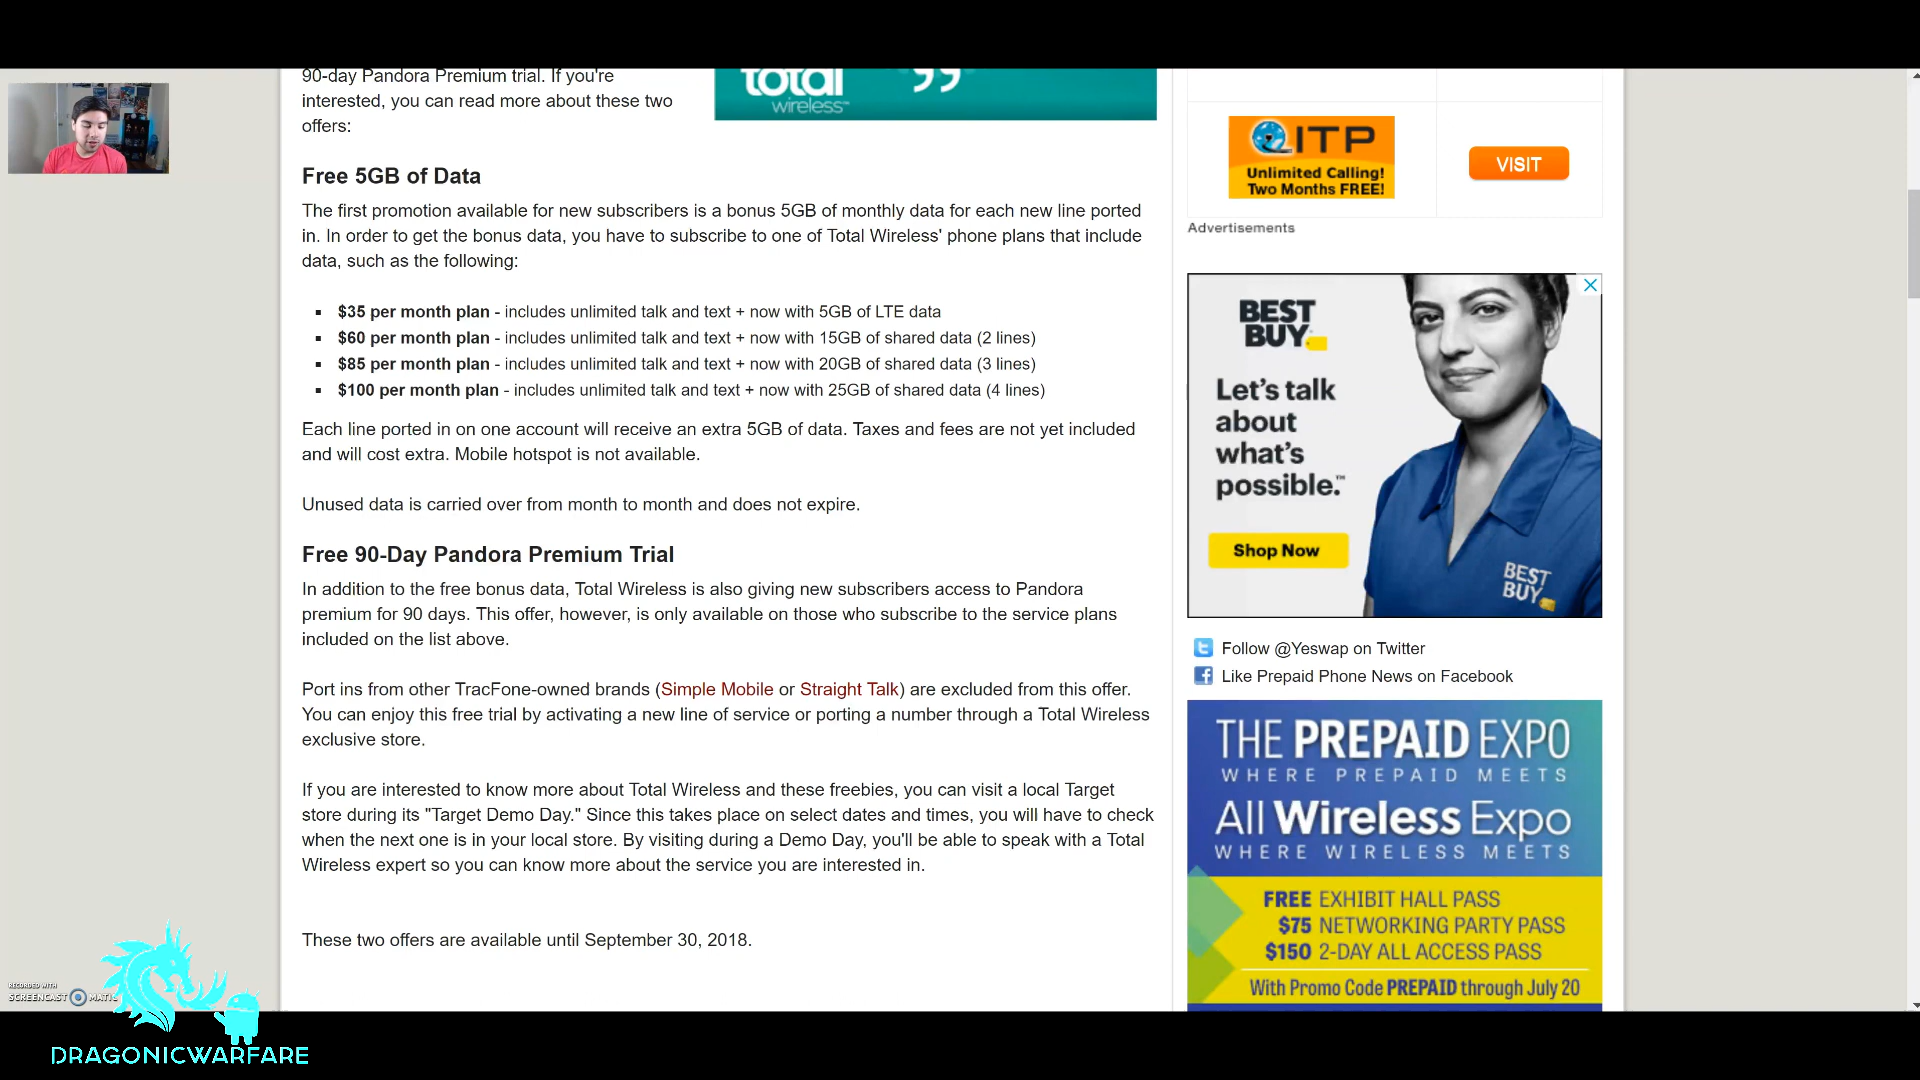 90-day Pandora Premium trial. If you're
interested, you can read more about these two
offers:
total
wireless™
99
Free 5GB of Data
The first promotion available for new subscribers is a bonus 5GB of monthly data for each new line ported
in. In order to get the bonus data, you have to subscribe to one of Total Wireless' phone plans that include
data, such as the following:
▪ $35 per month plan - includes unlimited talk and text + now with 5GB of LTE data
▪ $60 per month plan - includes unlimited talk and text + now with 15GB of shared data (2 lines)
▪ $85 per month plan - includes unlimited talk and text + now with 20GB of shared data (3 lines)
▪ $100 per month plan - includes unlimited talk and text + now with 25GB of shared data (4 lines)
Each line ported in on one account will receive an extra 5GB of data. Taxes and fees are not yet included
and will cost extra. Mobile hotspot is not available.
Unused data is carried over from month to month and does not expire.
Free 90-Day Pandora Premium Trial
In addition to the free bonus data, Total Wireless is also giving new subscribers access to Pandora
premium for 90 days. This offer, however, is only available on those who subscribe to the service plans
included on the list above.
Port ins from other TracFone-owned brands (Simple Mobile or Straight Talk) are excluded from this offer.
You can enjoy this free trial by activating a new line of service or porting a number through a Total Wireless
exclusive store.
If you are interested to know more about Total Wireless and these freebies, you can visit a local Target
store during its "Target Demo Day." Since this takes place on select dates and times, you will have to check
when the next one is in your local store. By visiting during a Demo Day, you'll be able to speak with a Total
Wireless expert so you can know more about the service you are interested in.
These two offers are available until September 30, 2018.
QITP
Unlimited Calling!
Two Months FREE!
VISIT
Advertisements
BEST
BUY
Let's talk
about
what's
possible.™
Shop Now
BEST
BUY
Follow @Yeswap on Twitter
Like Prepaid Phone News on Facebook
THE PREPAID EXPO
WHERE PREPAID MEETS
All Wireless Expo
WHERE WIRELESS MEETS
FREE EXHIBIT HALL PASS
$75 NETWORKING PARTY PASS
$150 2-DAY ALL ACCESS PASS
With Promo Code PREPAID through July 20
RECORDED WITH
SCREENCAST MATIC
DRAGONICWARFARE